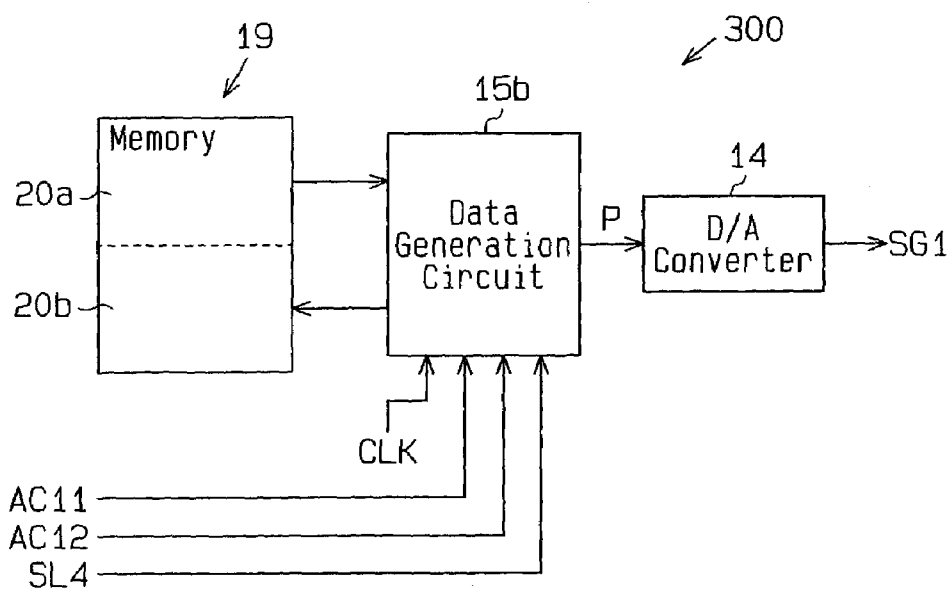 19
300
15b
Memory
14
20a
Data
Generation
Circuit
P
D/A
Converter
SG1
20b
CLK
AC11
AC12
SL4